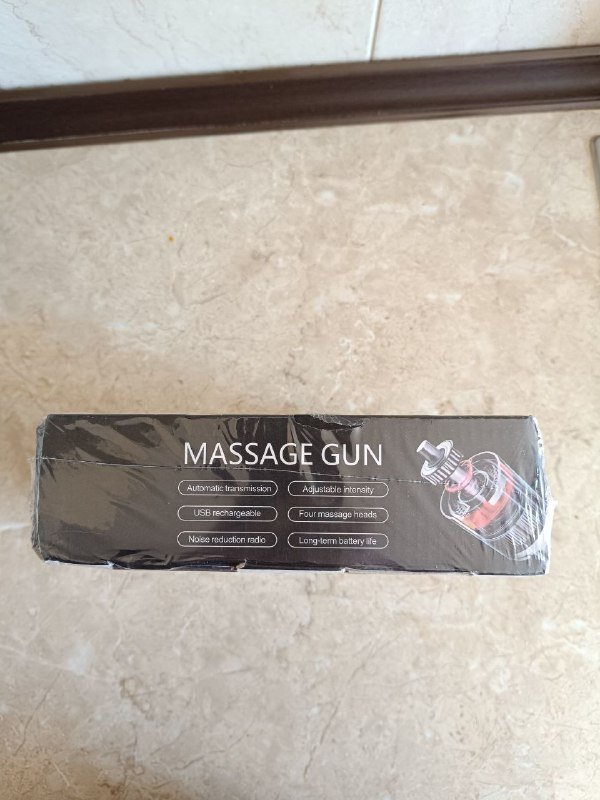 MASSAGE GUN
Automatic transmission
Adjustable intensity
USB rechargeable
Four massage heads
Noise reduction radio
Long-term battery life